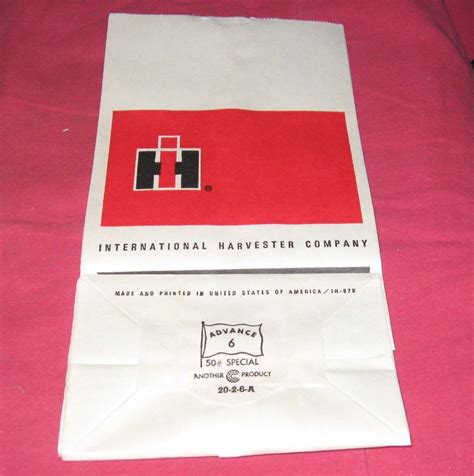 IH ®
INTERNATIONAL HARVESTER COMPANY
MADE AND PRINTED IN UNITED STATES OF AMERICA/IH-879
ADVANCE
6
50# SPECIAL
ANOTHER C PRODUCT
20-2-6-A